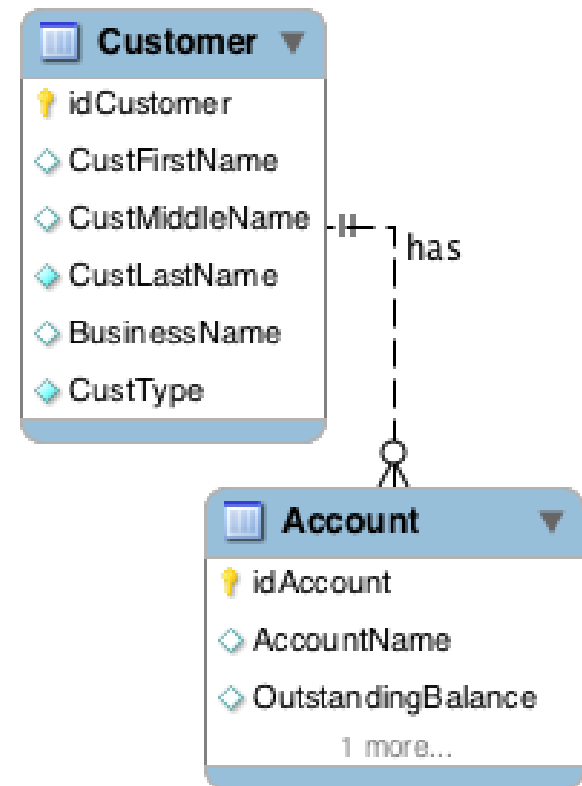 Customer
idCustomer
CustFirstName
CustMiddleName
has
CustLastName
BusinessName
CustType
Account
idAccount
AccountName
OutstandingBalance
1 more...